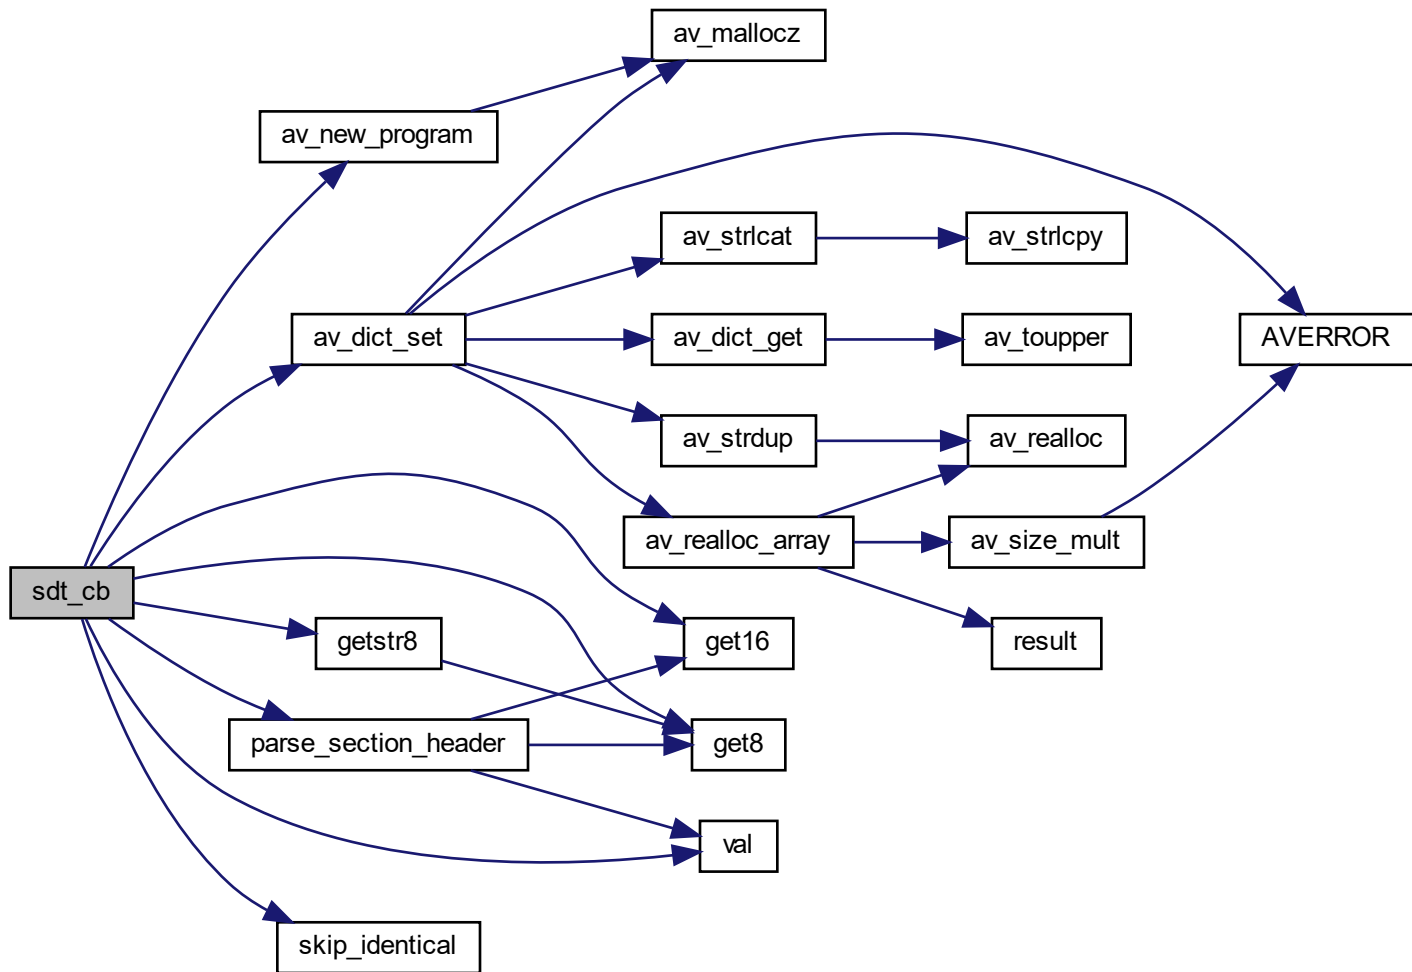 av_mallocz
av_new_program
av_strlcat
av_strlcpy
av_dict_set
av_dict_get
av_toupper
AVERROR
av_strdup
av_realloc
av_realloc_array
av_size_mult
sdt_cb
getstr8
get16
result
parse_section_header
get8
val
skip_identical